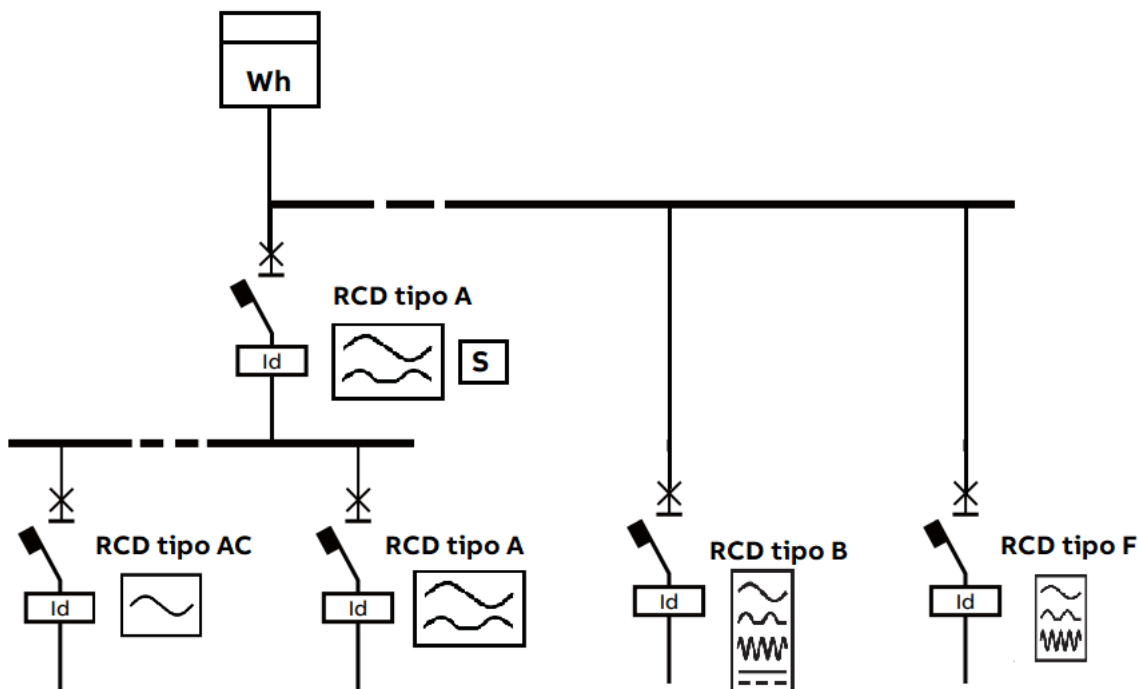 Wh
RCD tipo A
Id
S
RCD tipo AC
Id
RCD tipo A
Id
RCD tipo B
Id
RCD tipo F
Id